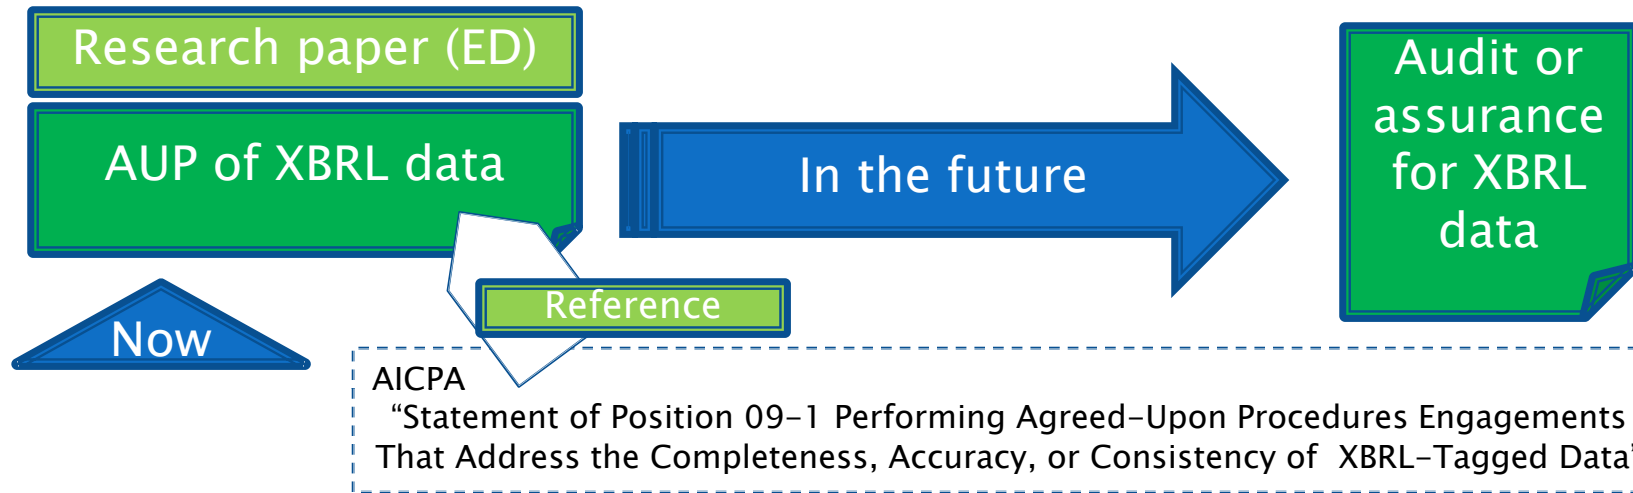 Research paper (ED)
AUP of XBRL data
Now
In the future
Audit or
assurance
for XBRL
data
Reference
AICPA
“Statement of Position 09-1 Performing Agreed-Upon Procedures Engagements
That Address the Completeness, Accuracy, or Consistency of XBRL-Tagged Data”